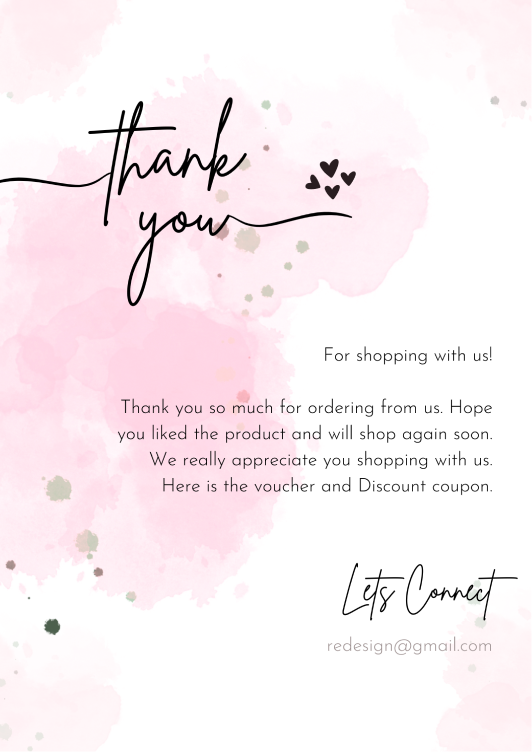 thank
you
For shopping with us!
Thank you so much for ordering from us. Hope
you liked the product and will shop again soon.
We really appreciate you shopping with us.
Here is the voucher and Discount coupon.
Lets Connect
redesign@gmail.com